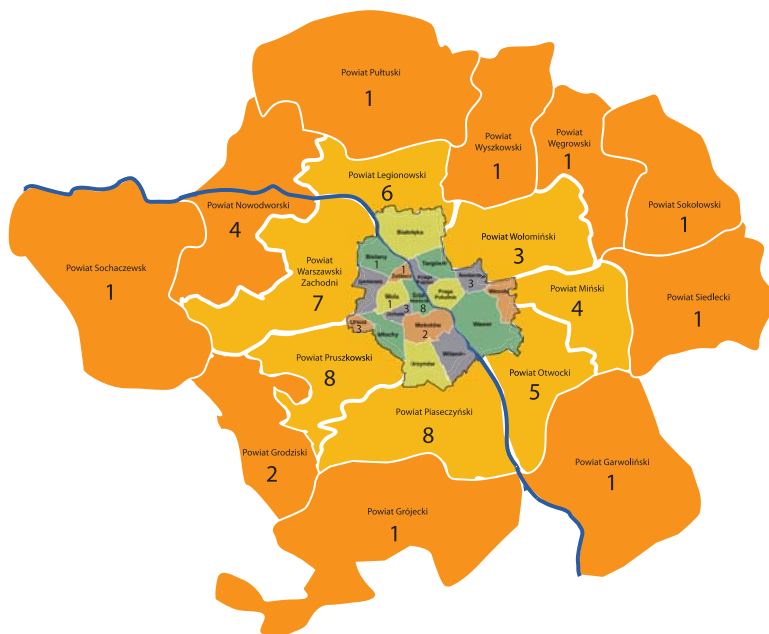 Powiat Pułtuski
1
Powiat
Wyszkowski
1
Powiat
Węgrowski
1
Powiat Legionowski
6
Powiat Nowodworski
4
Powiat Sokołowski
1
Powiat Wołomiński
3
Powiat Sochaczewsk
1
Powiat
Warszawski
Zachodni
7
Powiat Miński
4
Powiat Siedlecki
1
Białołęka
Bielany
1
Targówek
1
Żoliborz
3
Wola
1
3
8
Praga
Południe
Wawer
Ursus
3
Włochy
Mokotów
2
Wilanów
Ursynów
Powiat Pruszkowski
8
Powiat Otwocki
5
Powiat Piaseczyński
8
Powiat Grodziski
2
Powiat Garwoliński
1
Powiat Grójecki
1